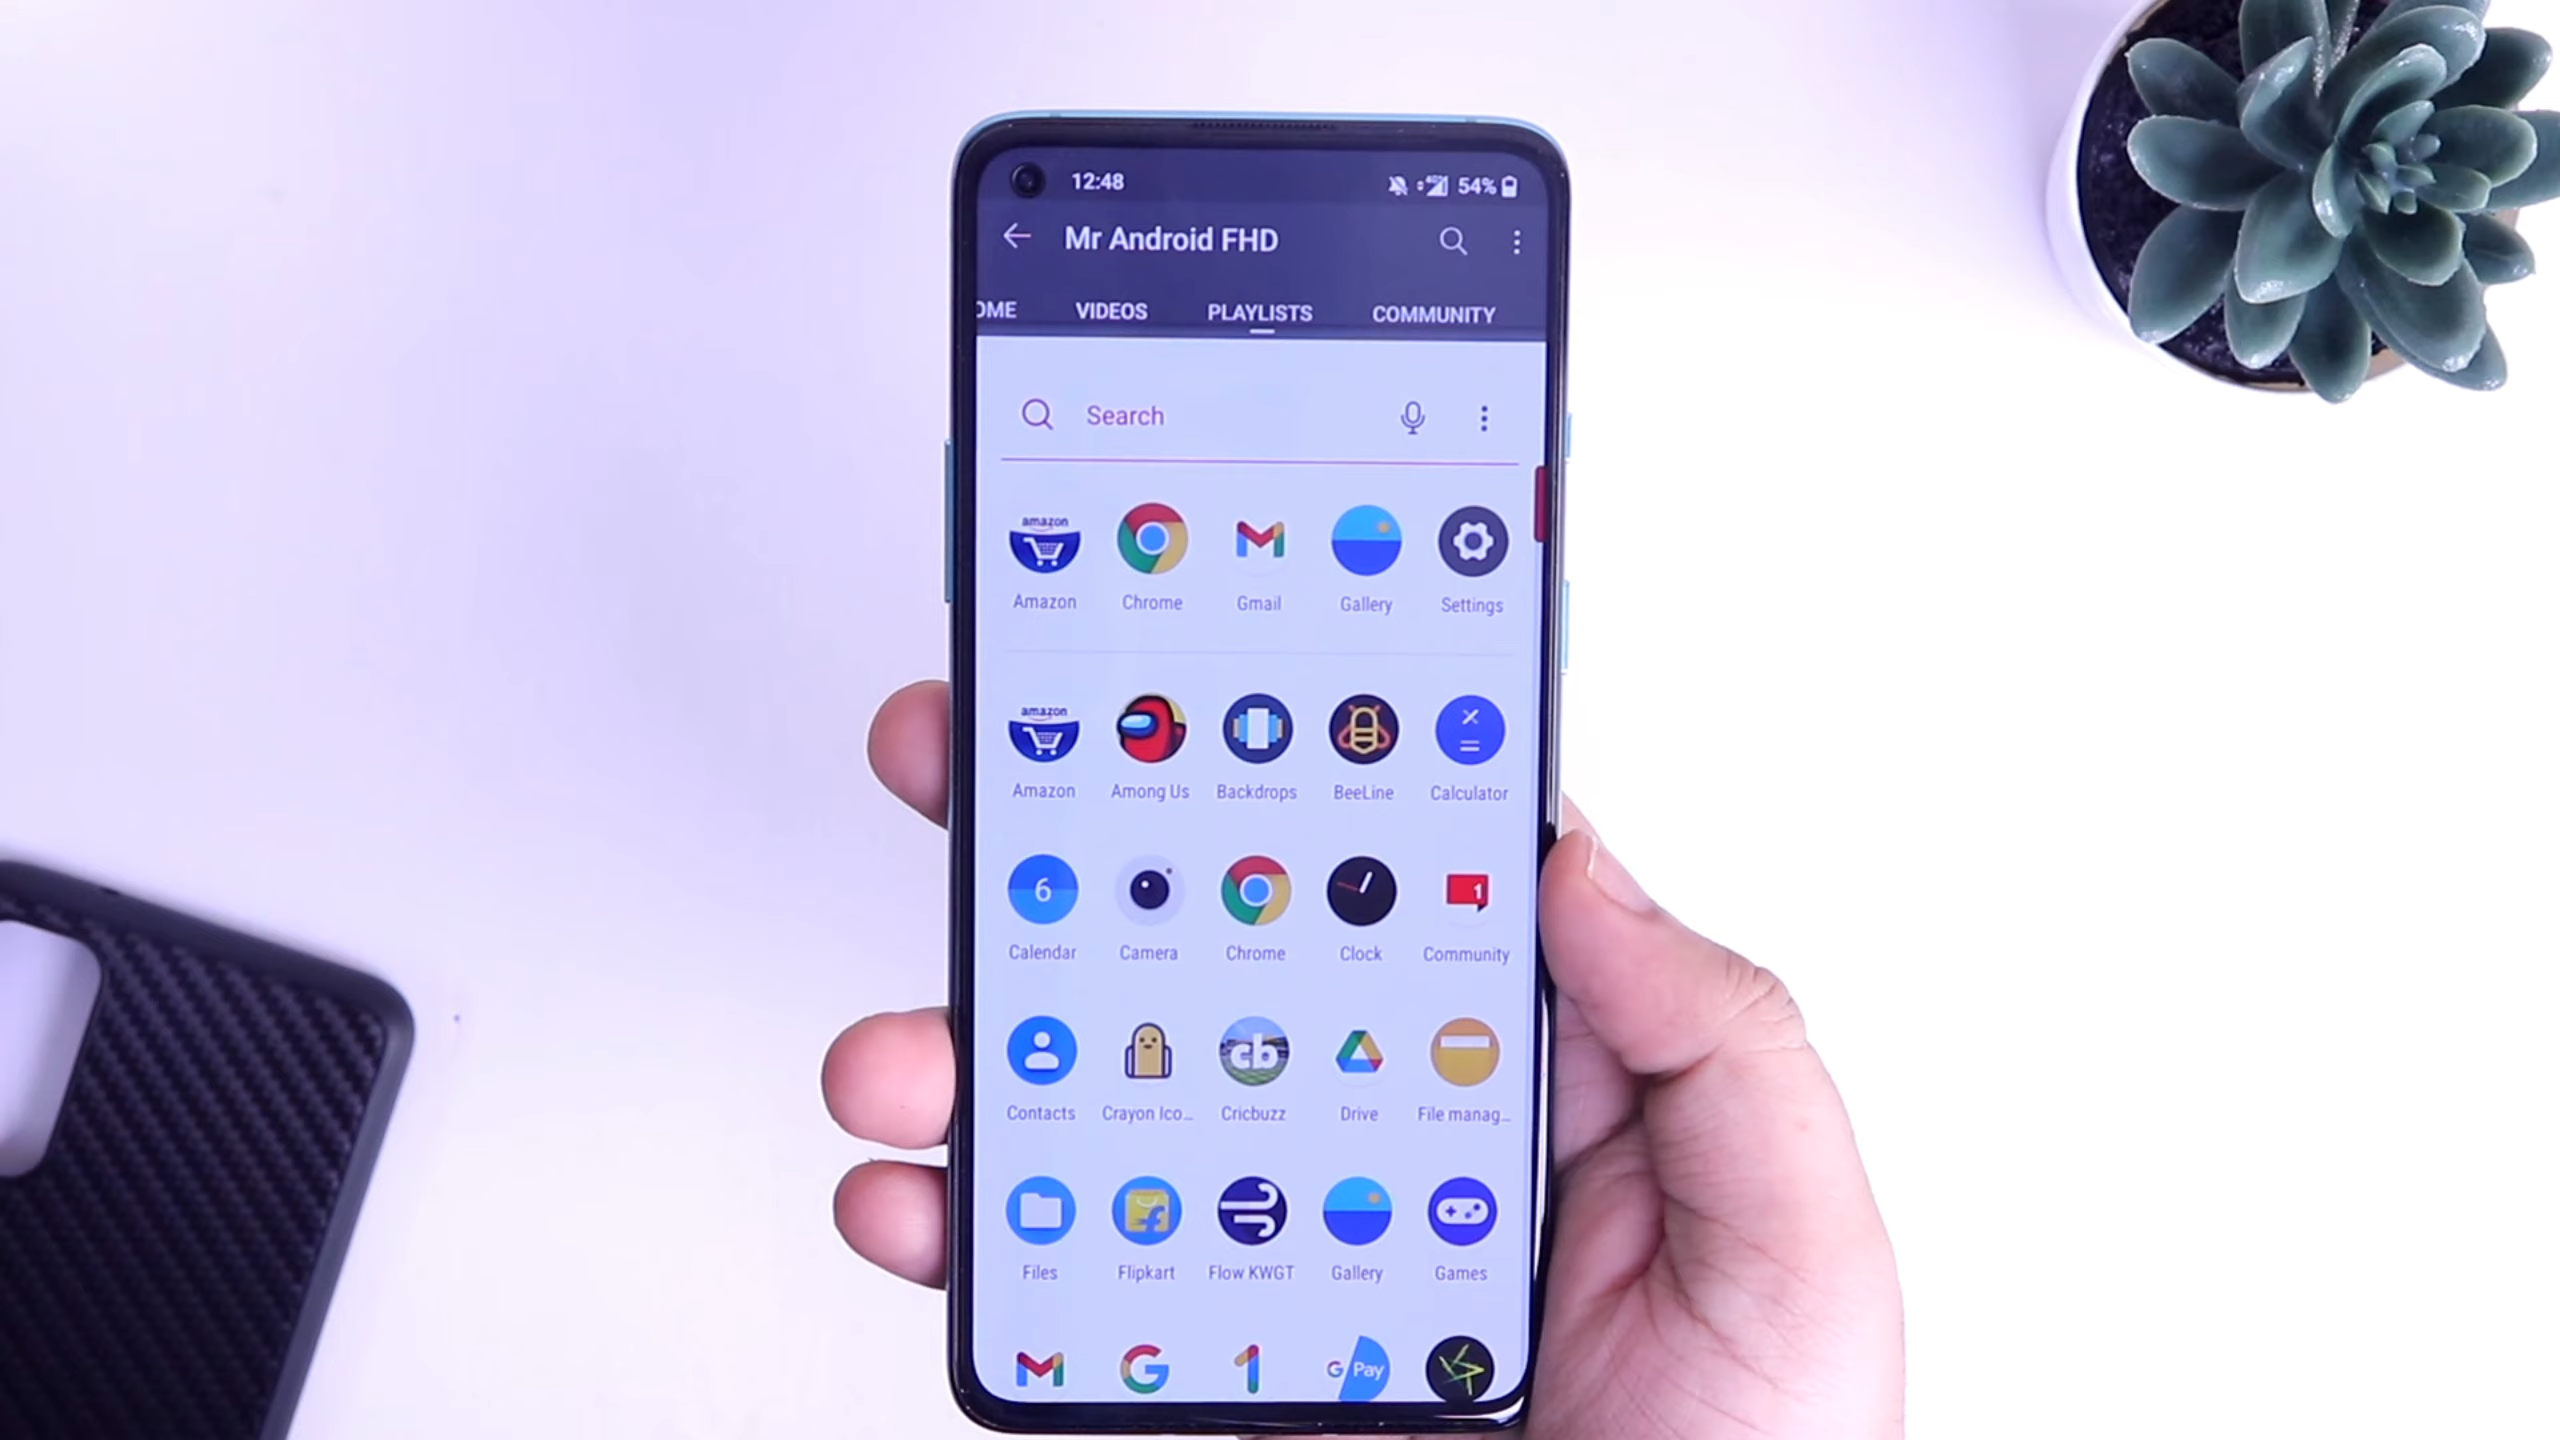 12:48 4G+ 54%
Mr Android FHD
OME VIDEOS PLAYLISTS COMMUNITY
Search
amazon
Amazon Chrome Gmail Gallery Settings
amazon
Amazon Among Us Backdrops BeeLine Calculator
6 1
Calendar Camera Chrome Clock Community
cb
Contacts Crayon Ico... Cricbuzz Drive File manag...
Files Flipkart Flow KWGT Gallery Games
G Pay